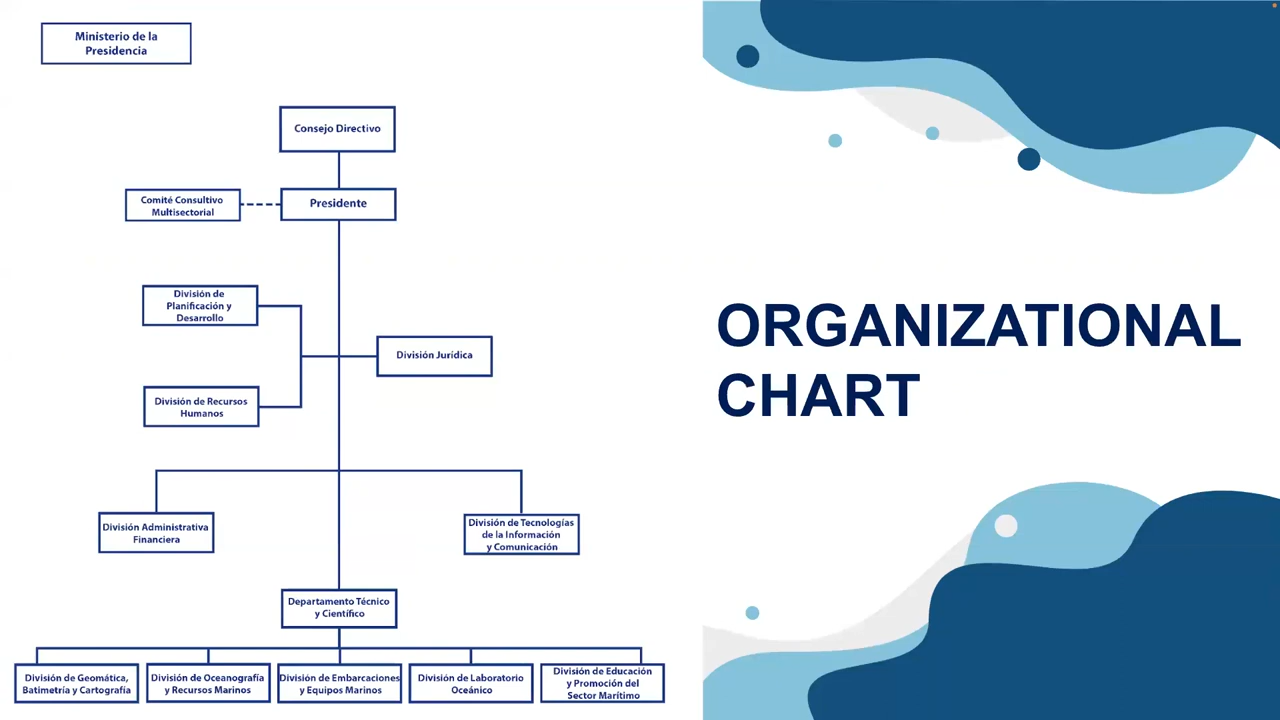 Ministerio de la
Presidencia
Consejo Directivo
Comité Consultivo
Multisectorial
Presidente
División de
Planificación y
Desarrollo
División Jurídica
División de Recursos
Humanos
División Administrativa
Financiera
División de Tecnologías
de la Información
y Comunicación
Departamento Técnico
y Científico
División de Geomática,
Batimetría y Cartografía
División de Oceanografía
y Recursos Marinos
División de Embarcaciones
y Equipos Marinos
División de Laboratorio
Oceánico
División de Educación
y Promoción del
Sector Marítimo
ORGANIZATIONAL
CHART